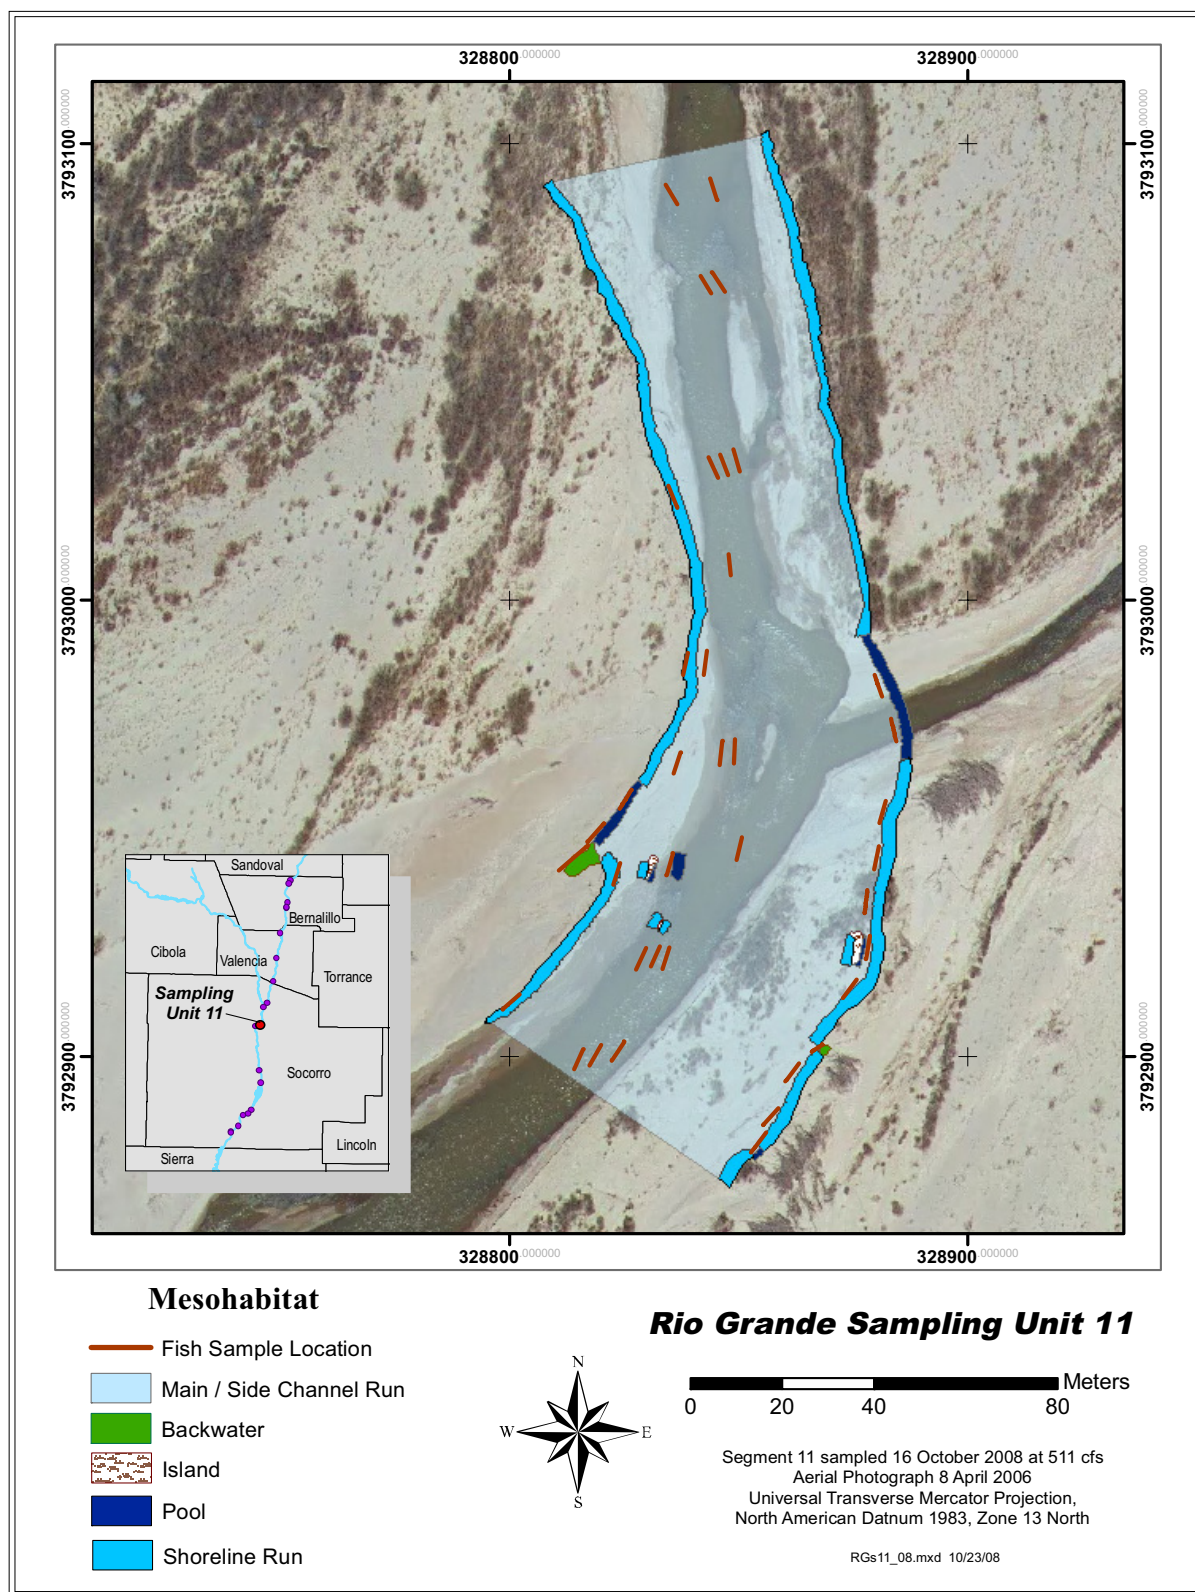 328800.000000
328900.000000
3793100.000000
3793100.000000
3793000.000000
3793000.000000
3792900.000000
3792900.000000
Sandoval
Bernalillo
Cibola
Valencia
Torrance
Sampling
Unit 11
Socorro
Lincoln
Sierra
328800.000000
328900.000000
Mesohabitat
Fish Sample Location
Main / Side Channel Run
Backwater
Island
Pool
Shoreline Run
N
W
E
S
Rio Grande Sampling Unit 11
Meters
0 20 40 80
Segment 11 sampled 16 October 2008 at 511 cfs
Aerial Photograph 8 April 2006
Universal Transverse Mercator Projection,
North American Datnum 1983, Zone 13 North
RGs11_08.mxd 10/23/08